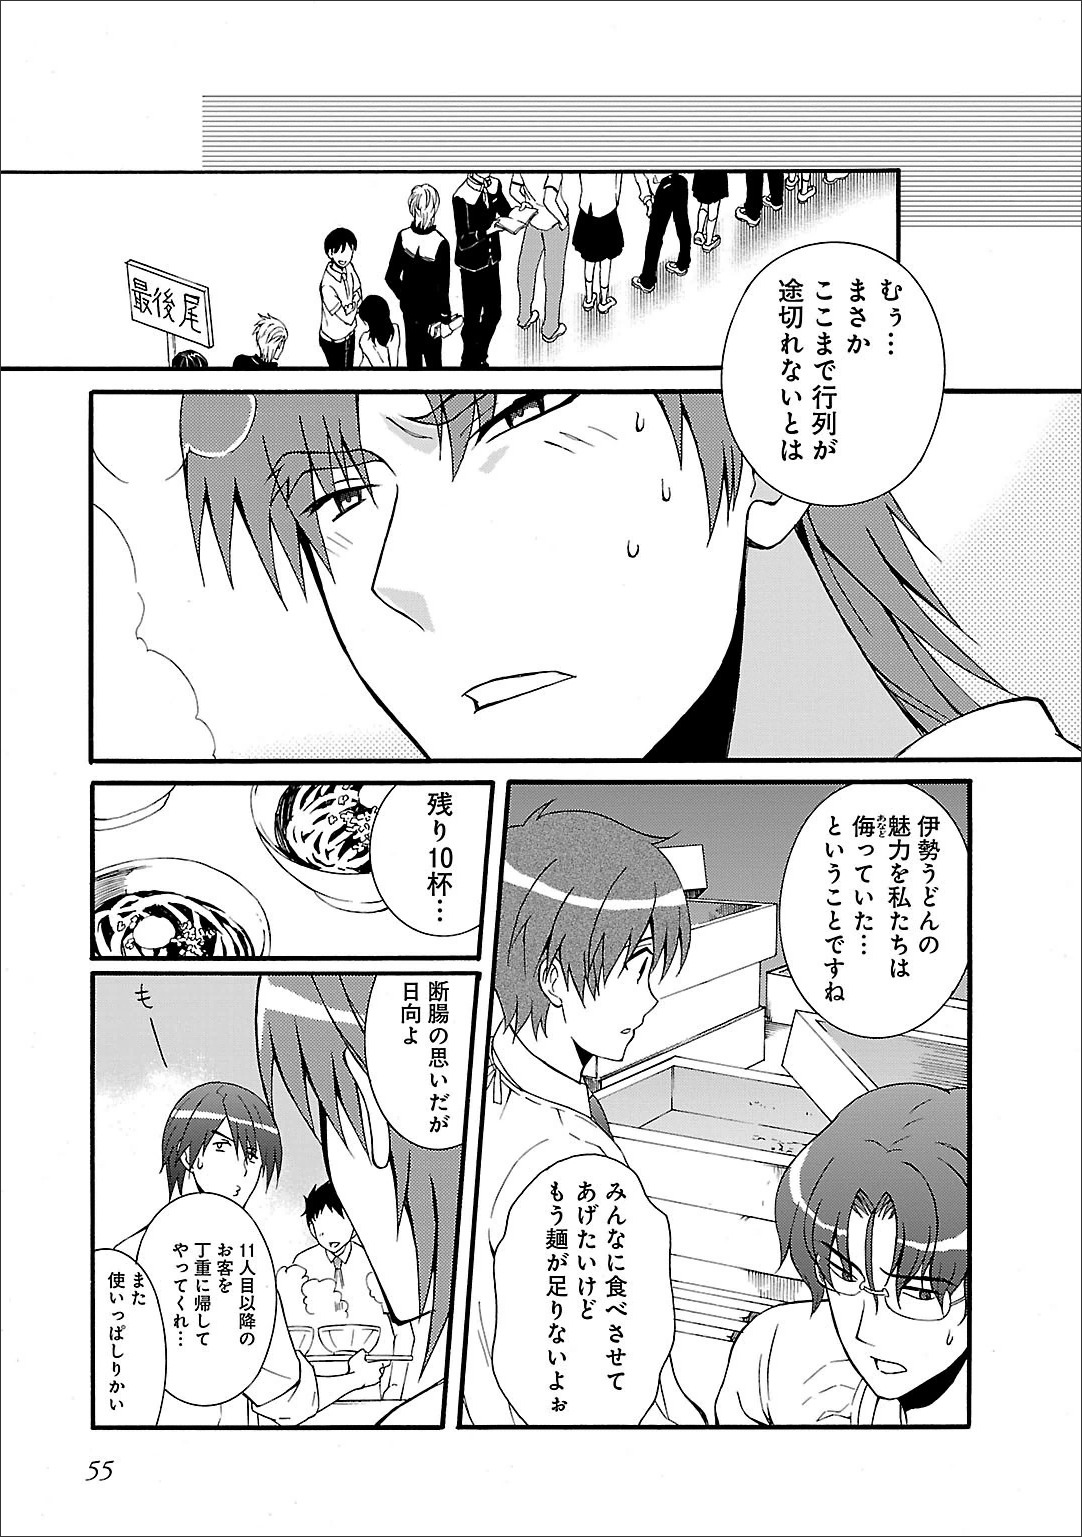 むぅ…
まさか
ここまで行列が
途切れないとは
最後尾
伊勢うどんの
魅力を私たちは
侮っていた…
あなど
ということですね
みんなに食べさせて
あげたいけど
もう麺が足りないよぉ
残り10杯…
断腸の思いだが
日向よ
もー
11人目以降の
お客を
丁重に帰して
やってくれ…
また
使いっぱしりかい
55